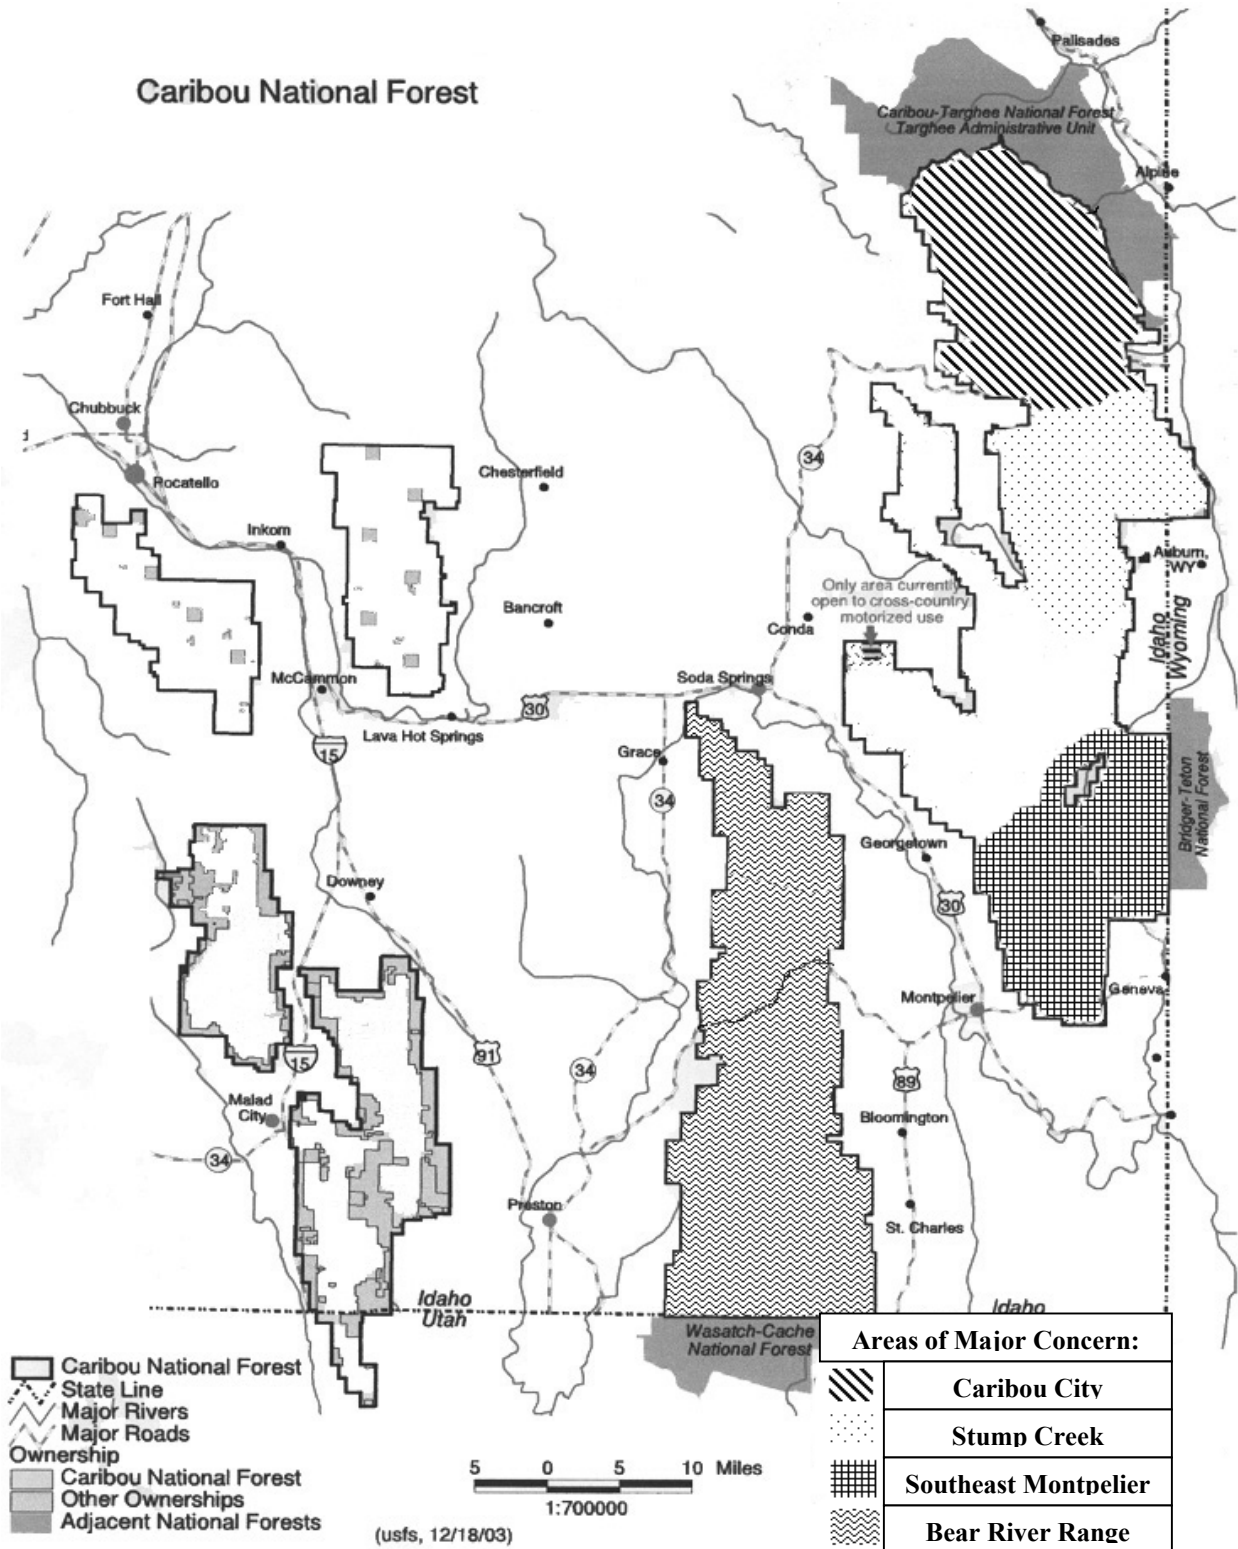 Caribou National Forest
Palisades
Caribou-Targhee National Forest
Targhee Administrative Unit
Alpine
Fort Hall
Chubbuck
Pocatello
Inkom
Chesterfield
34
Auburn,
WY
Only area currently
open to cross-country
motorized use
Bancroft
Conda
Idaho
Wyoming
McCammon
Soda Springs
30
Lava Hot Springs
15
Grace
34
Bridger-Teton
National Forest
Georgetown
Downey
30
Montpelier
Geneva
15
91
34
89
Malad
City
Bloomington
34
Preston
St. Charles
Idaho
Utah
Idaho
Wasatch-Cache
National Forest
Areas of Major Concern:
Caribou City
Stump Creek
Southeast Montpelier
Bear River Range
Caribou National Forest
State Line
Major Rivers
Major Roads
Ownership
Caribou National Forest
Other Ownerships
Adjacent National Forests
5 0 5 10 Miles
1:700000
(usfs, 12/18/03)